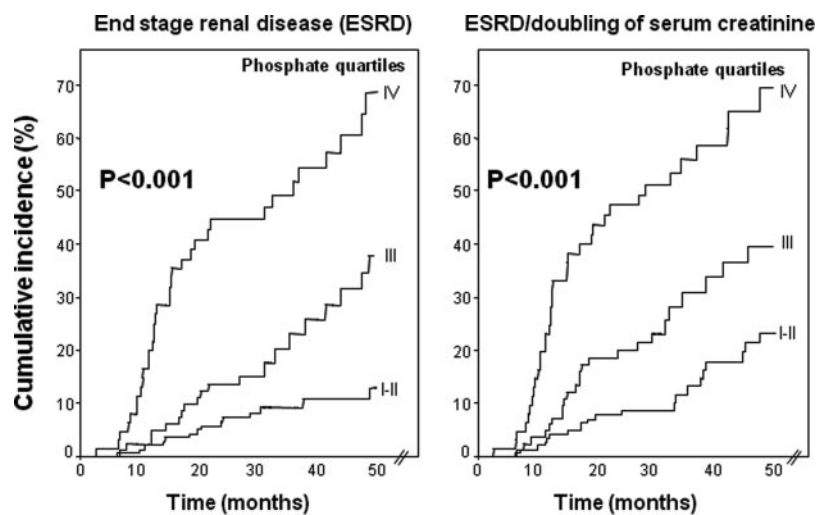 End stage renal disease (ESRD)
ESRD/doubling of serum creatinine
Cumulative incidence (%)
70
60
50
40
30
20
10
0
Phosphate quartiles
IV
P<0.001
III
I-II
0 10 20 30 40 50
Time (months)
70
60
50
40
30
20
10
0
Phosphate quartiles
IV
P<0.001
III
I-II
0 10 20 30 40 50
Time (months)